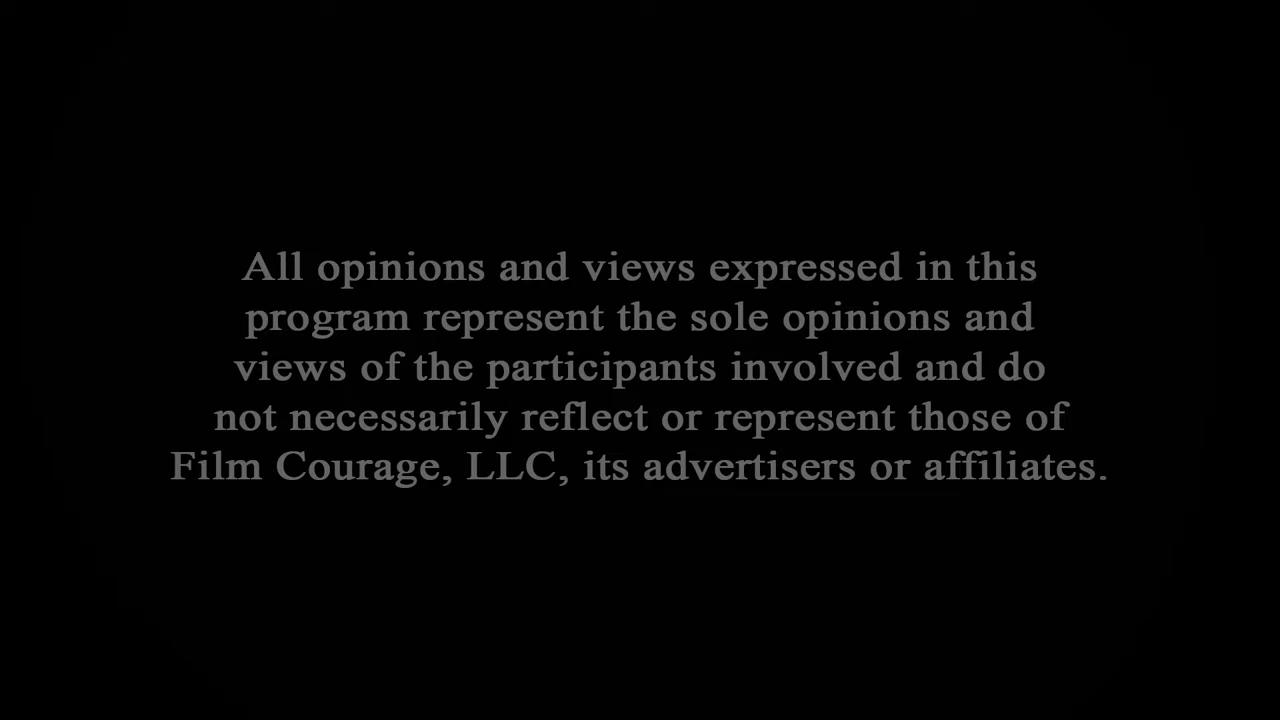 All opinions and views expressed in this
program represent the sole opinions and
views of the participants involved and do
not necessarily reflect or represent those of
Film Courage, LLC, its advertisers or affiliates.